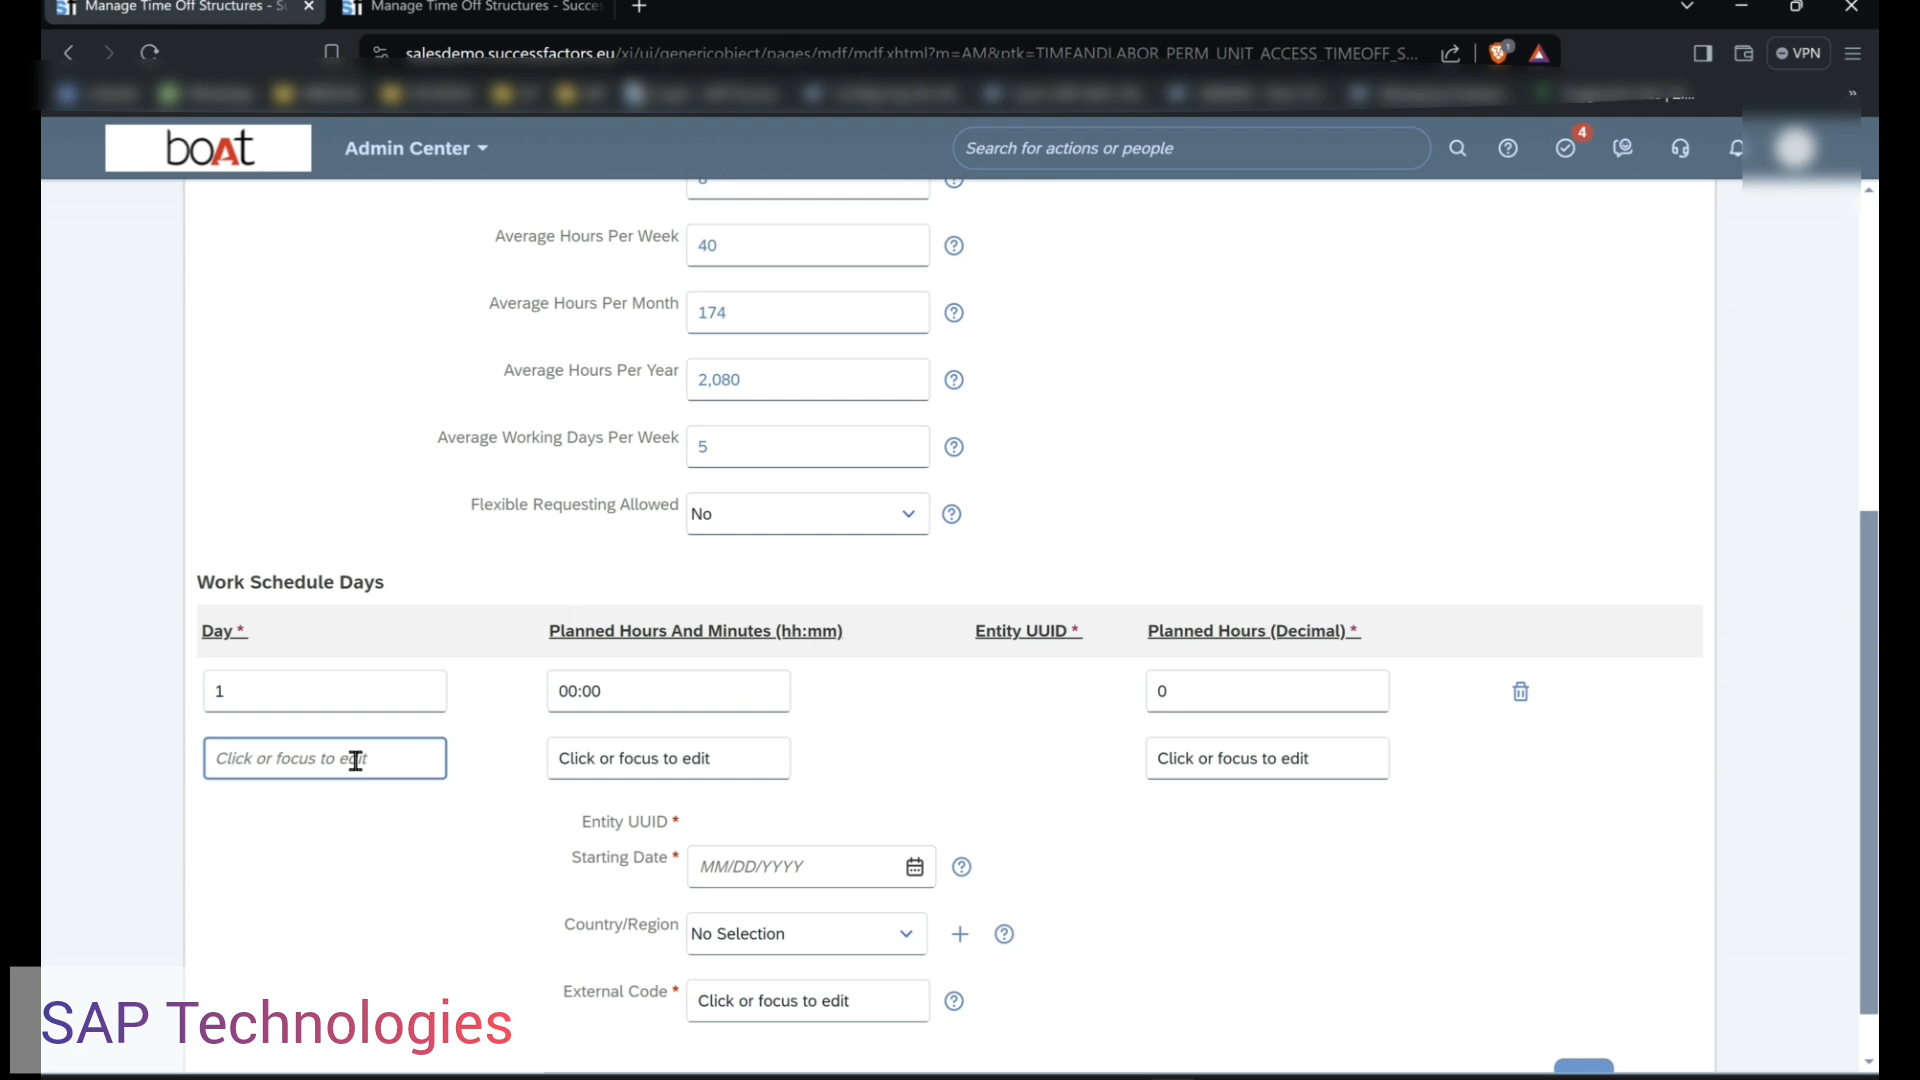 Manage Time Off Structures - S
Manage Time Off Structures - Succe
salesdemo.successfactors.eu/xi/ui/genericobject/pages/mdf/mdf.xhtml?m=AM&ptk=TIMEANDLABOR_PERM_UNIT_ACCESS_TIMEOFF_S...
1
VPN
boAt
Admin Center
Search for actions or people
4
Average Hours Per Week
40
Average Hours Per Month
174
Average Hours Per Year
2,080
Average Working Days Per Week
5
Flexible Requesting Allowed
No
Work Schedule Days
Day *
Planned Hours And Minutes (hh:mm)
Entity UUID *
Planned Hours (Decimal) *
1
00:00
0
Click or focus to edit
Click or focus to edit
Click or focus to edit
Entity UUID *
Starting Date *
MM/DD/YYYY
Country/Region
No Selection
External Code *
Click or focus to edit
SAP Technologies